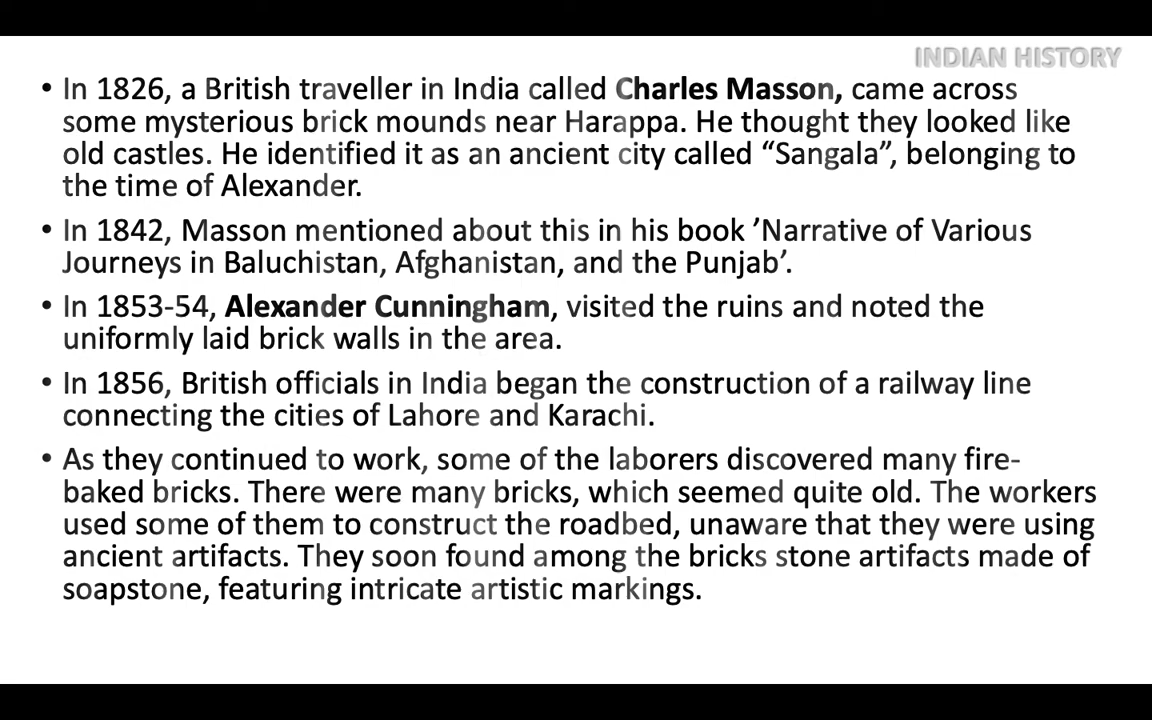 INDIAN HISTORY
• In 1826, a British traveller in India called Charles Masson, came across
some mysterious brick mounds near Harappa. He thought they looked like
old castles. He identified it as an ancient city called “Sangala”, belonging to
the time of Alexander.
• In 1842, Masson mentioned about this in his book ’Narrative of Various
Journeys in Baluchistan, Afghanistan, and the Punjab’.
• In 1853-54, Alexander Cunningham, visited the ruins and noted the
uniformly laid brick walls in the area.
• In 1856, British officials in India began the construction of a railway line
connecting the cities of Lahore and Karachi.
• As they continued to work, some of the laborers discovered many fire-
baked bricks. There were many bricks, which seemed quite old. The workers
used some of them to construct the roadbed, unaware that they were using
ancient artifacts. They soon found among the bricks stone artifacts made of
soapstone, featuring intricate artistic markings.